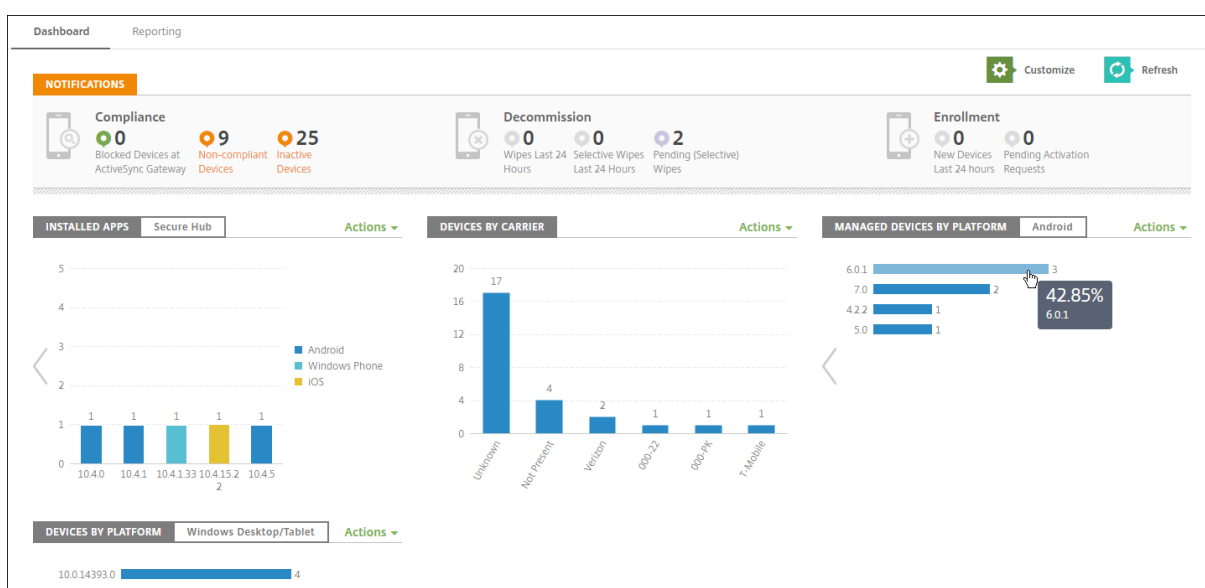 Dashboard Reporting
Customize Refresh
NOTIFICATIONS
Compliance
0 9 25
Blocked Devices at Non-compliant Inactive
ActiveSync Gateway Devices Devices
Decommission
0 0 2
Wipes Last 24 Selective Wipes Pending (Selective)
Hours Last 24 Hours Wipes
Enrollment
0 0
New Devices Pending Activation
Last 24 hours Requests
INSTALLED APPS Secure Hub Actions
5
4
3
2
1
0
1 1 1 1 1
10.4.0 10.4.1 10.4.1.33 10.4.15.2
2
10.4.5
Android
Windows Phone
iOS
DEVICES BY CARRIER Actions
20
16
12
8
4
0
17 4 2 1 1 1
Unknown Not Present Verizon 000-22 000-PK T-Mobile
MANAGED DEVICES BY PLATFORM Android Actions
6.0.1 3
7.0 2
4.2.2 1
5.0 1
42.85%
6.0.1
DEVICES BY PLATFORM Windows Desktop/Tablet Actions
10.0.14393.0 4